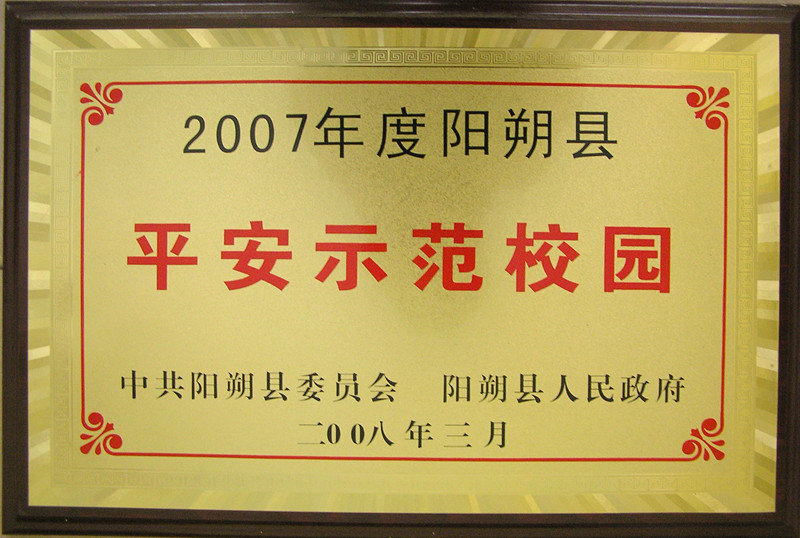 2007年度阳朔县
平安示范校园
中共阳朔县委员会 阳朔县人民政府
二00八年三月